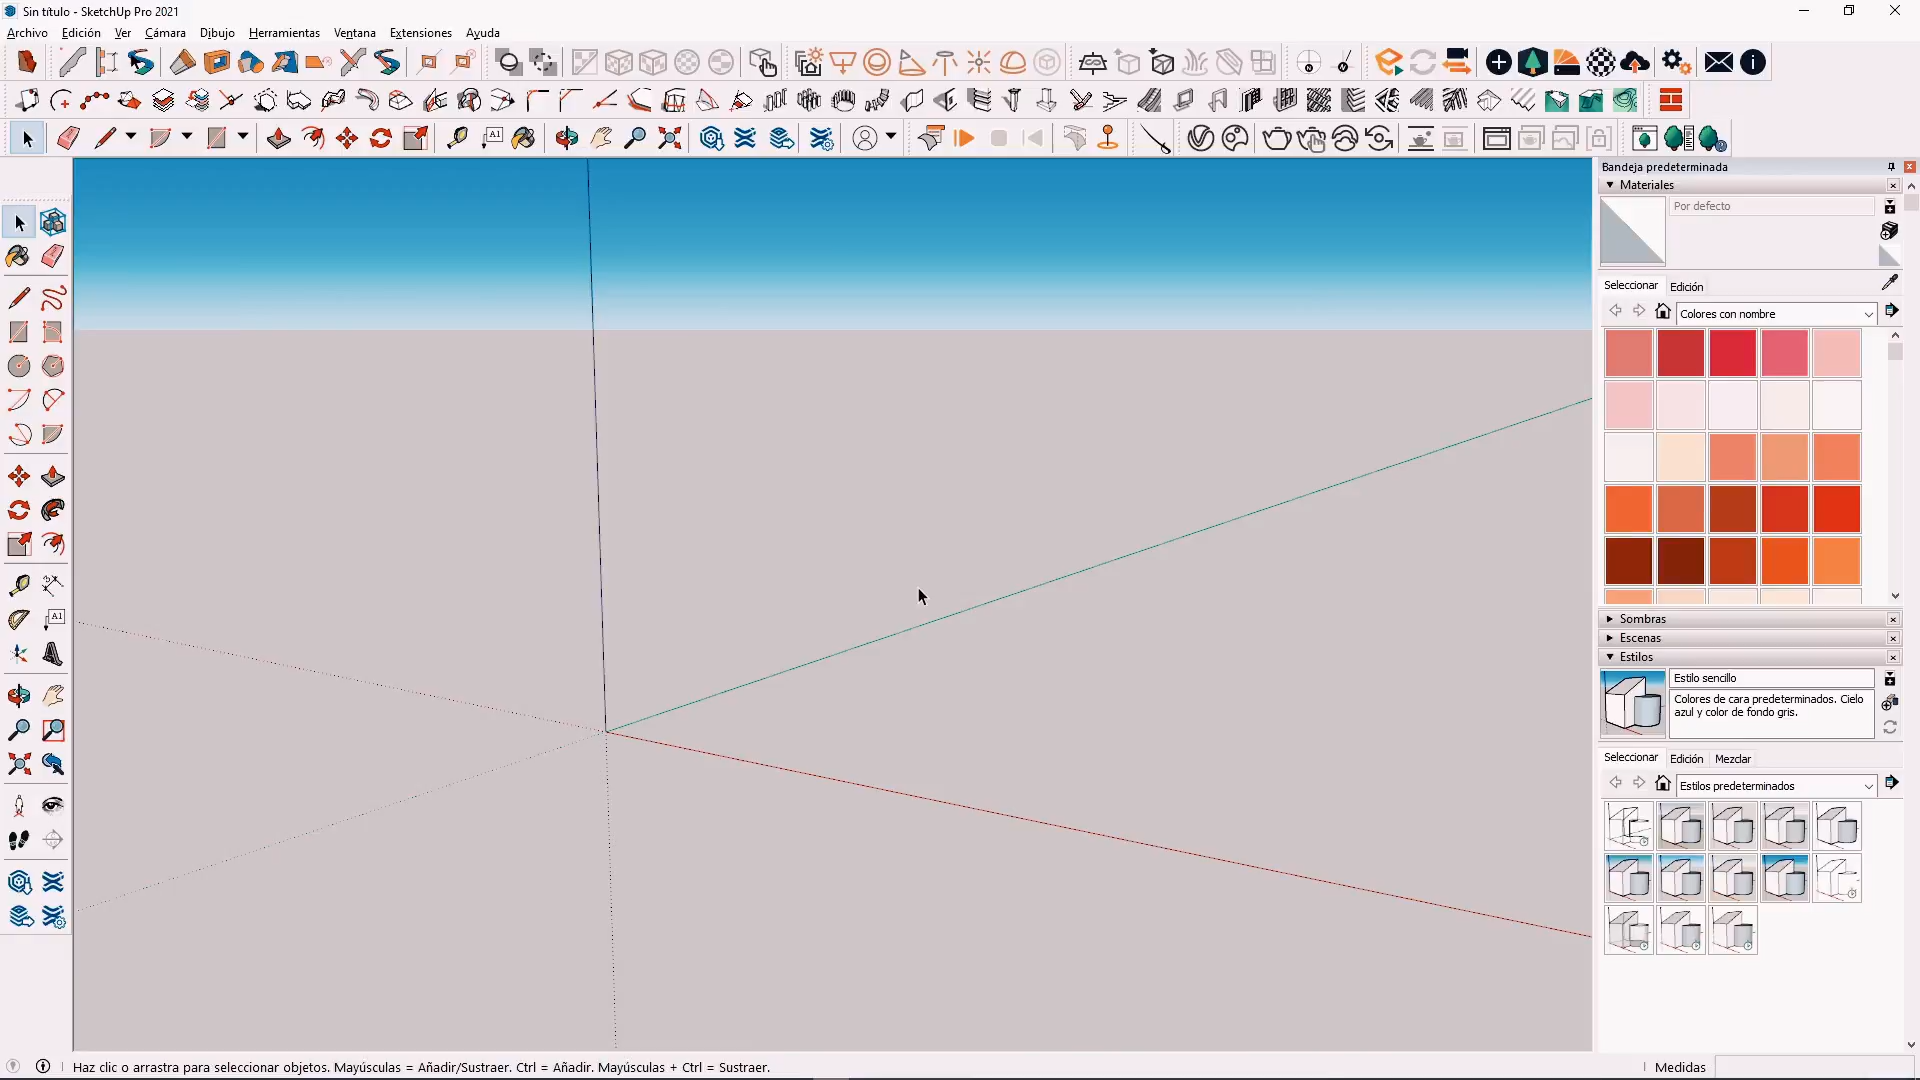 Sin título - SketchUp Pro 2021
Archivo Edición Ver Cámara Dibujo Herramientas Ventana Extensiones Ayuda
A1
Bandeja predeterminada
Materiales
Por defecto
Seleccionar Edición
Colores con nombre
A1
Sombras
Escenas
Estilos
Estilo sencillo
Colores de cara predeterminados. Cielo
azul y color de fondo gris.
Seleccionar Edición Mezclar
Estilos predeterminados
Haz clic o arrastra para seleccionar objetos. Mayúsculas = Añadir/Sustraer. Ctrl = Añadir. Mayúsculas + Ctrl = Sustraer.
Medidas